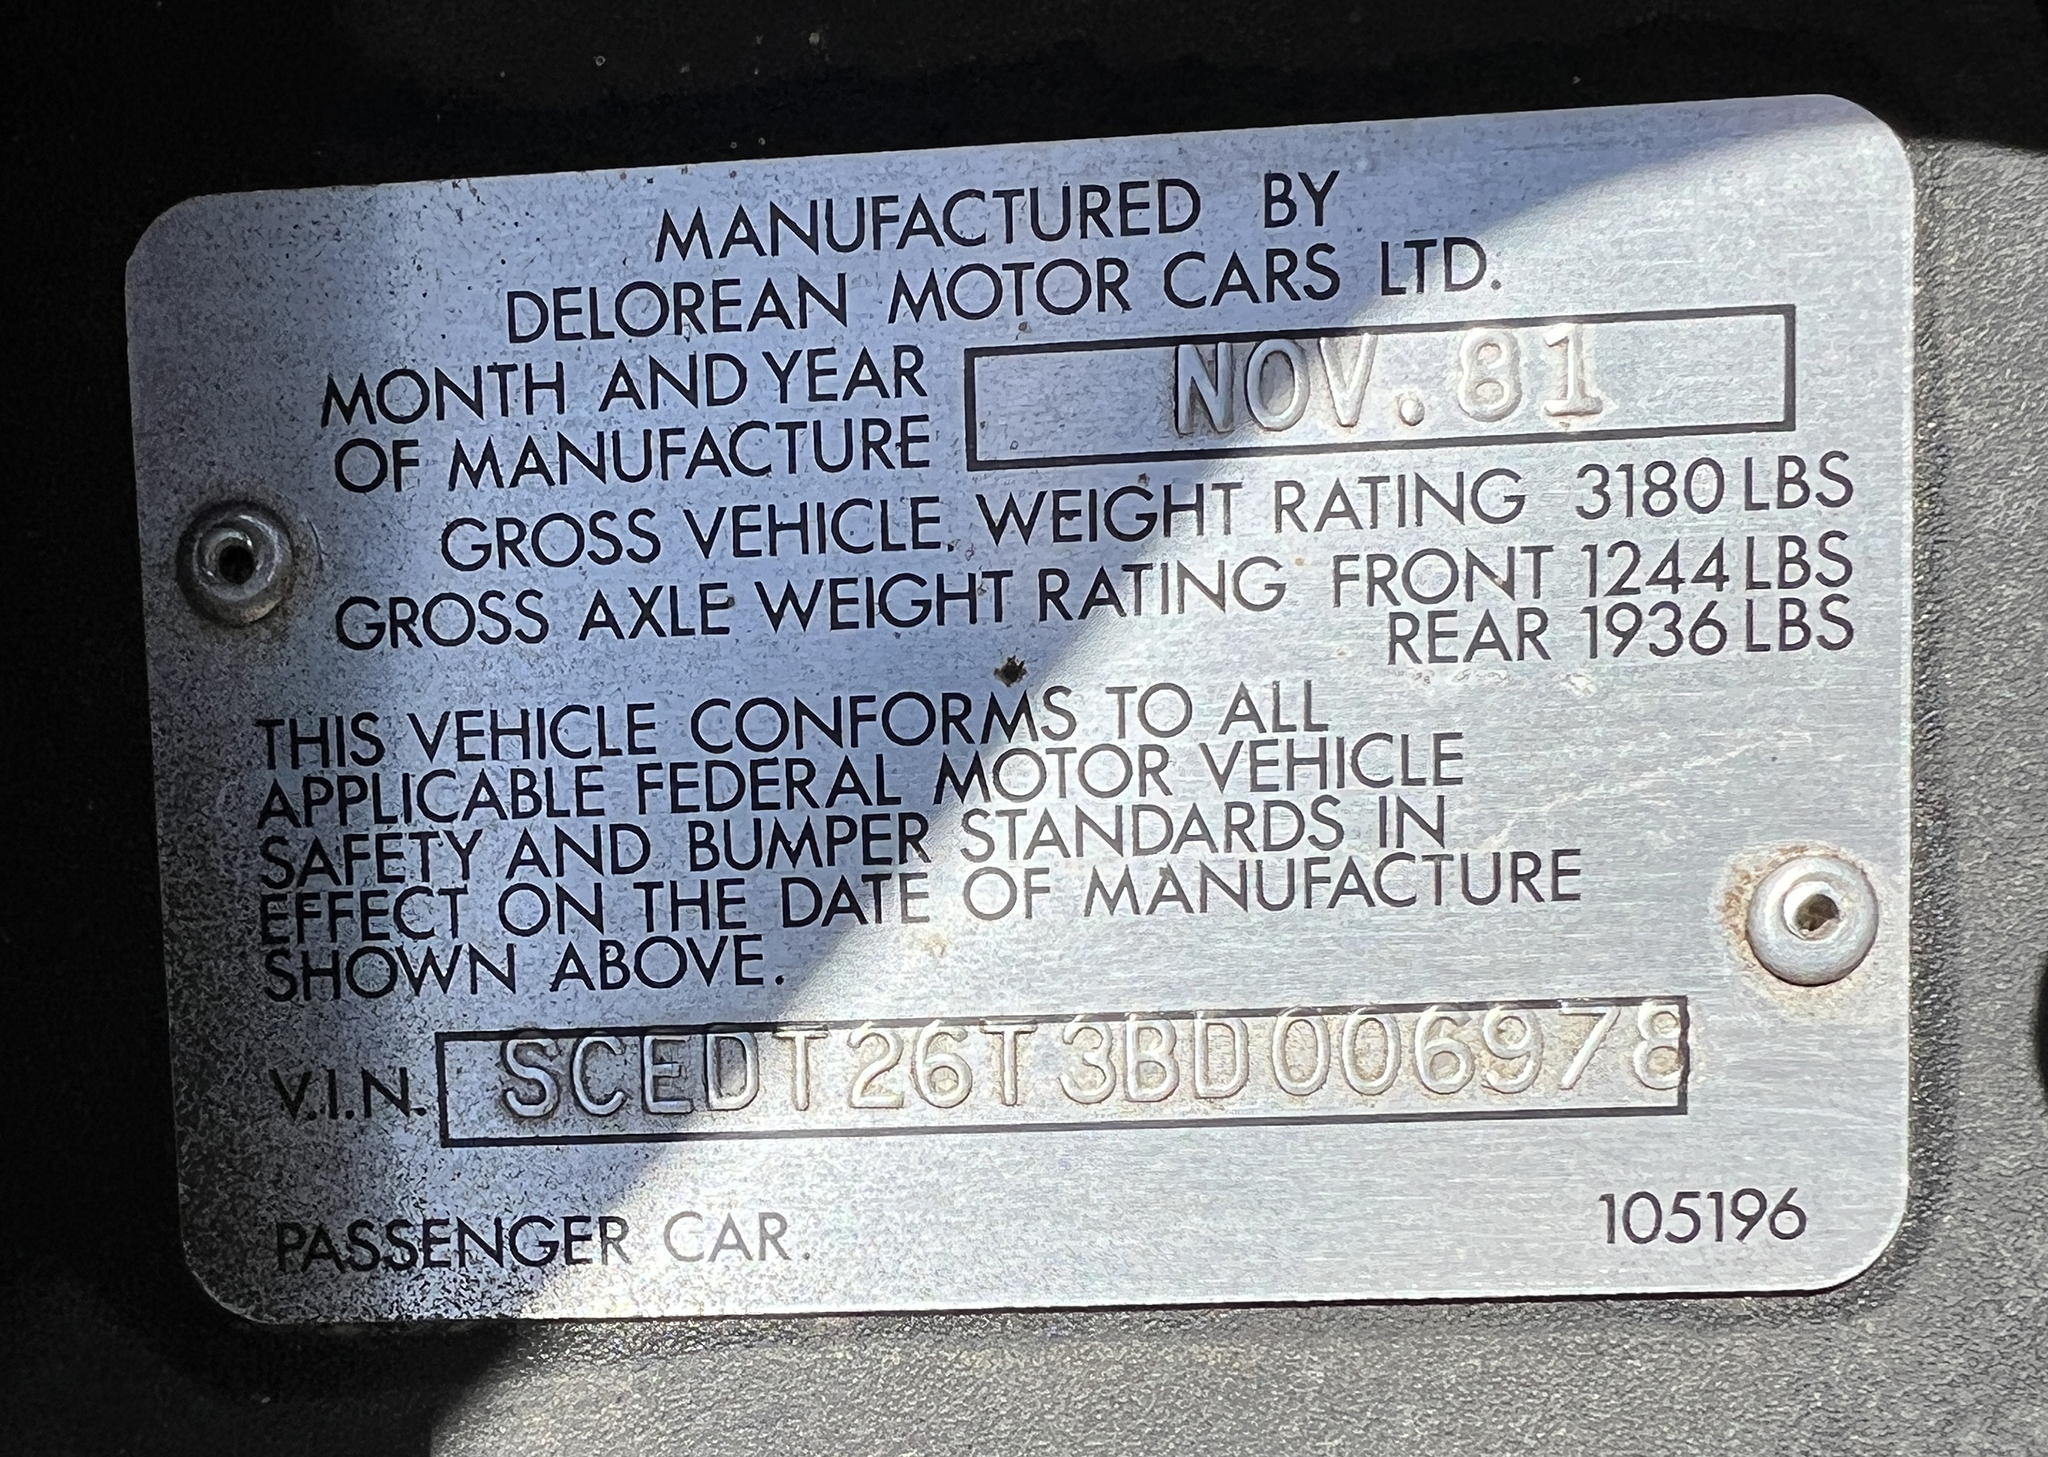 MANUFACTURED BY
DELOREAN MOTOR CARS LTD.
MONTH AND YEAR
OF MANUFACTURE
NOV.81
GROSS VEHICLE WEIGHT RATING 3180 LBS
GROSS AXLE WEIGHT RATING FRONT 1244 LBS
REAR 1936 LBS
THIS VEHICLE CONFORMS TO ALL
APPLICABLE FEDERAL MOTOR VEHICLE
SAFETY AND BUMPER STANDARDS IN
EFFECT ON THE DATE OF MANUFACTURE
SHOWN ABOVE.
V.I.N. SCEDT26T3BD006978
PASSENGER CAR.
105196